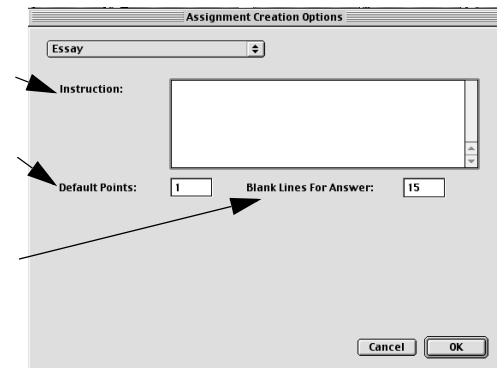 Assignment Creation Options
Essay
Instruction:
Default Points: 1 Blank Lines For Answer: 15
Cancel OK